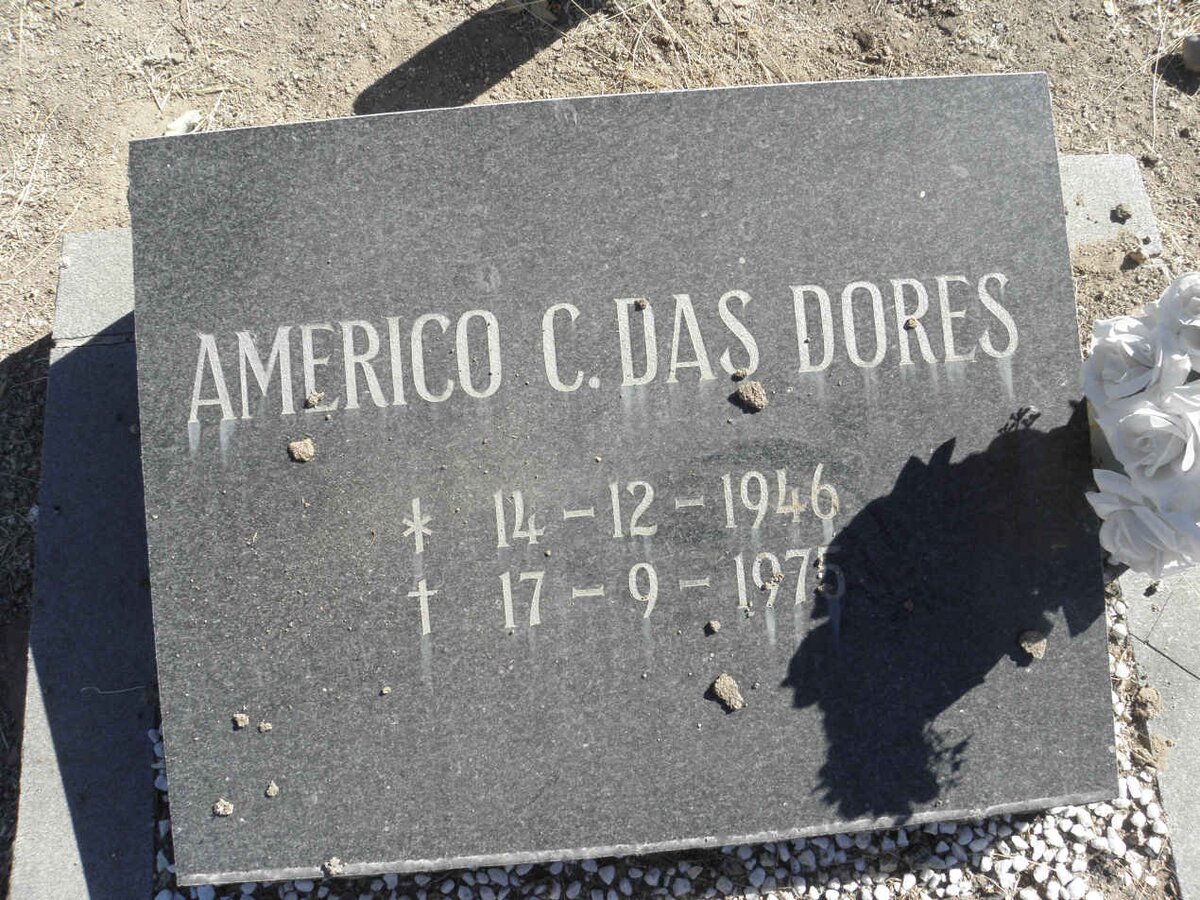 AMERICO C. DAS DORES
* 14-12-1946
† 17-9-1975